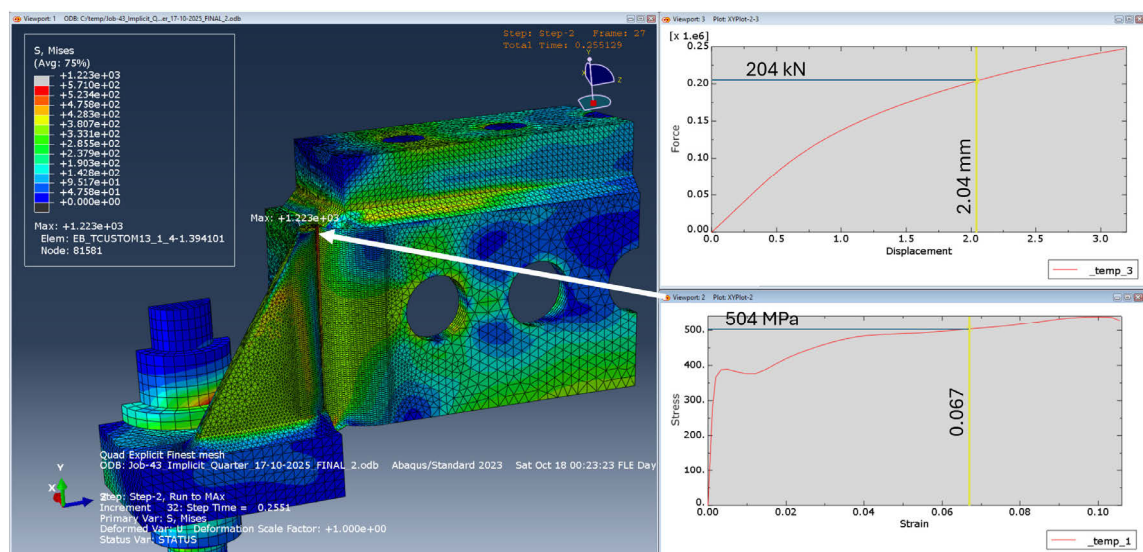 Viewport: 1 ODB: C:/temp/Job-43_Implicit_Q...er_17-10-2025_FINAL_2.odb
Step: Step-2 Frame: 27
Total Time: 0.255129
S, Mises
(Avg: 75%)
+1.223e+03
+5.710e+02
+5.234e+02
+4.758e+02
+4.283e+02
+3.807e+02
+3.331e+02
+2.855e+02
+2.379e+02
+1.903e+02
+1.428e+02
+9.517e+01
+4.758e+01
+0.000e+00
Max: +1.223e+03
Elem: EB_TCUSTOM13_1_4-1.394101
Node: 81581
Y
X
Z
Max: +1.223e+03
Quad Explicit Finest mesh
ODB: Job-43_Implicit_Quarter_17-10-2025_FINAL_2.odb Abaqus/Standard 2023 Sat Oct 18 00:23:23 FLE Day
Step: Step-2, Run to MAx
Increment 32: Step Time = 0.2551
Primary Var: S, Mises
Deformed Var: U Deformation Scale Factor: +1.000e+00
Status Var: STATUS
Y
X
Viewport: 3 Plot: XYPlot-2-3
[x 1.e6]
0.25
0.20
0.15
0.10
0.05
0.00
Force
204 kN
2.04 mm
0.0
0.5
1.0
1.5
2.0
2.5
3.0
Displacement
_temp_3
Viewport: 2 Plot: XYPlot-2
500.
400.
300.
200.
100.
0.
Stress
504 MPa
0.067
0.00
0.02
0.04
0.06
0.08
0.10
Strain
_temp_1